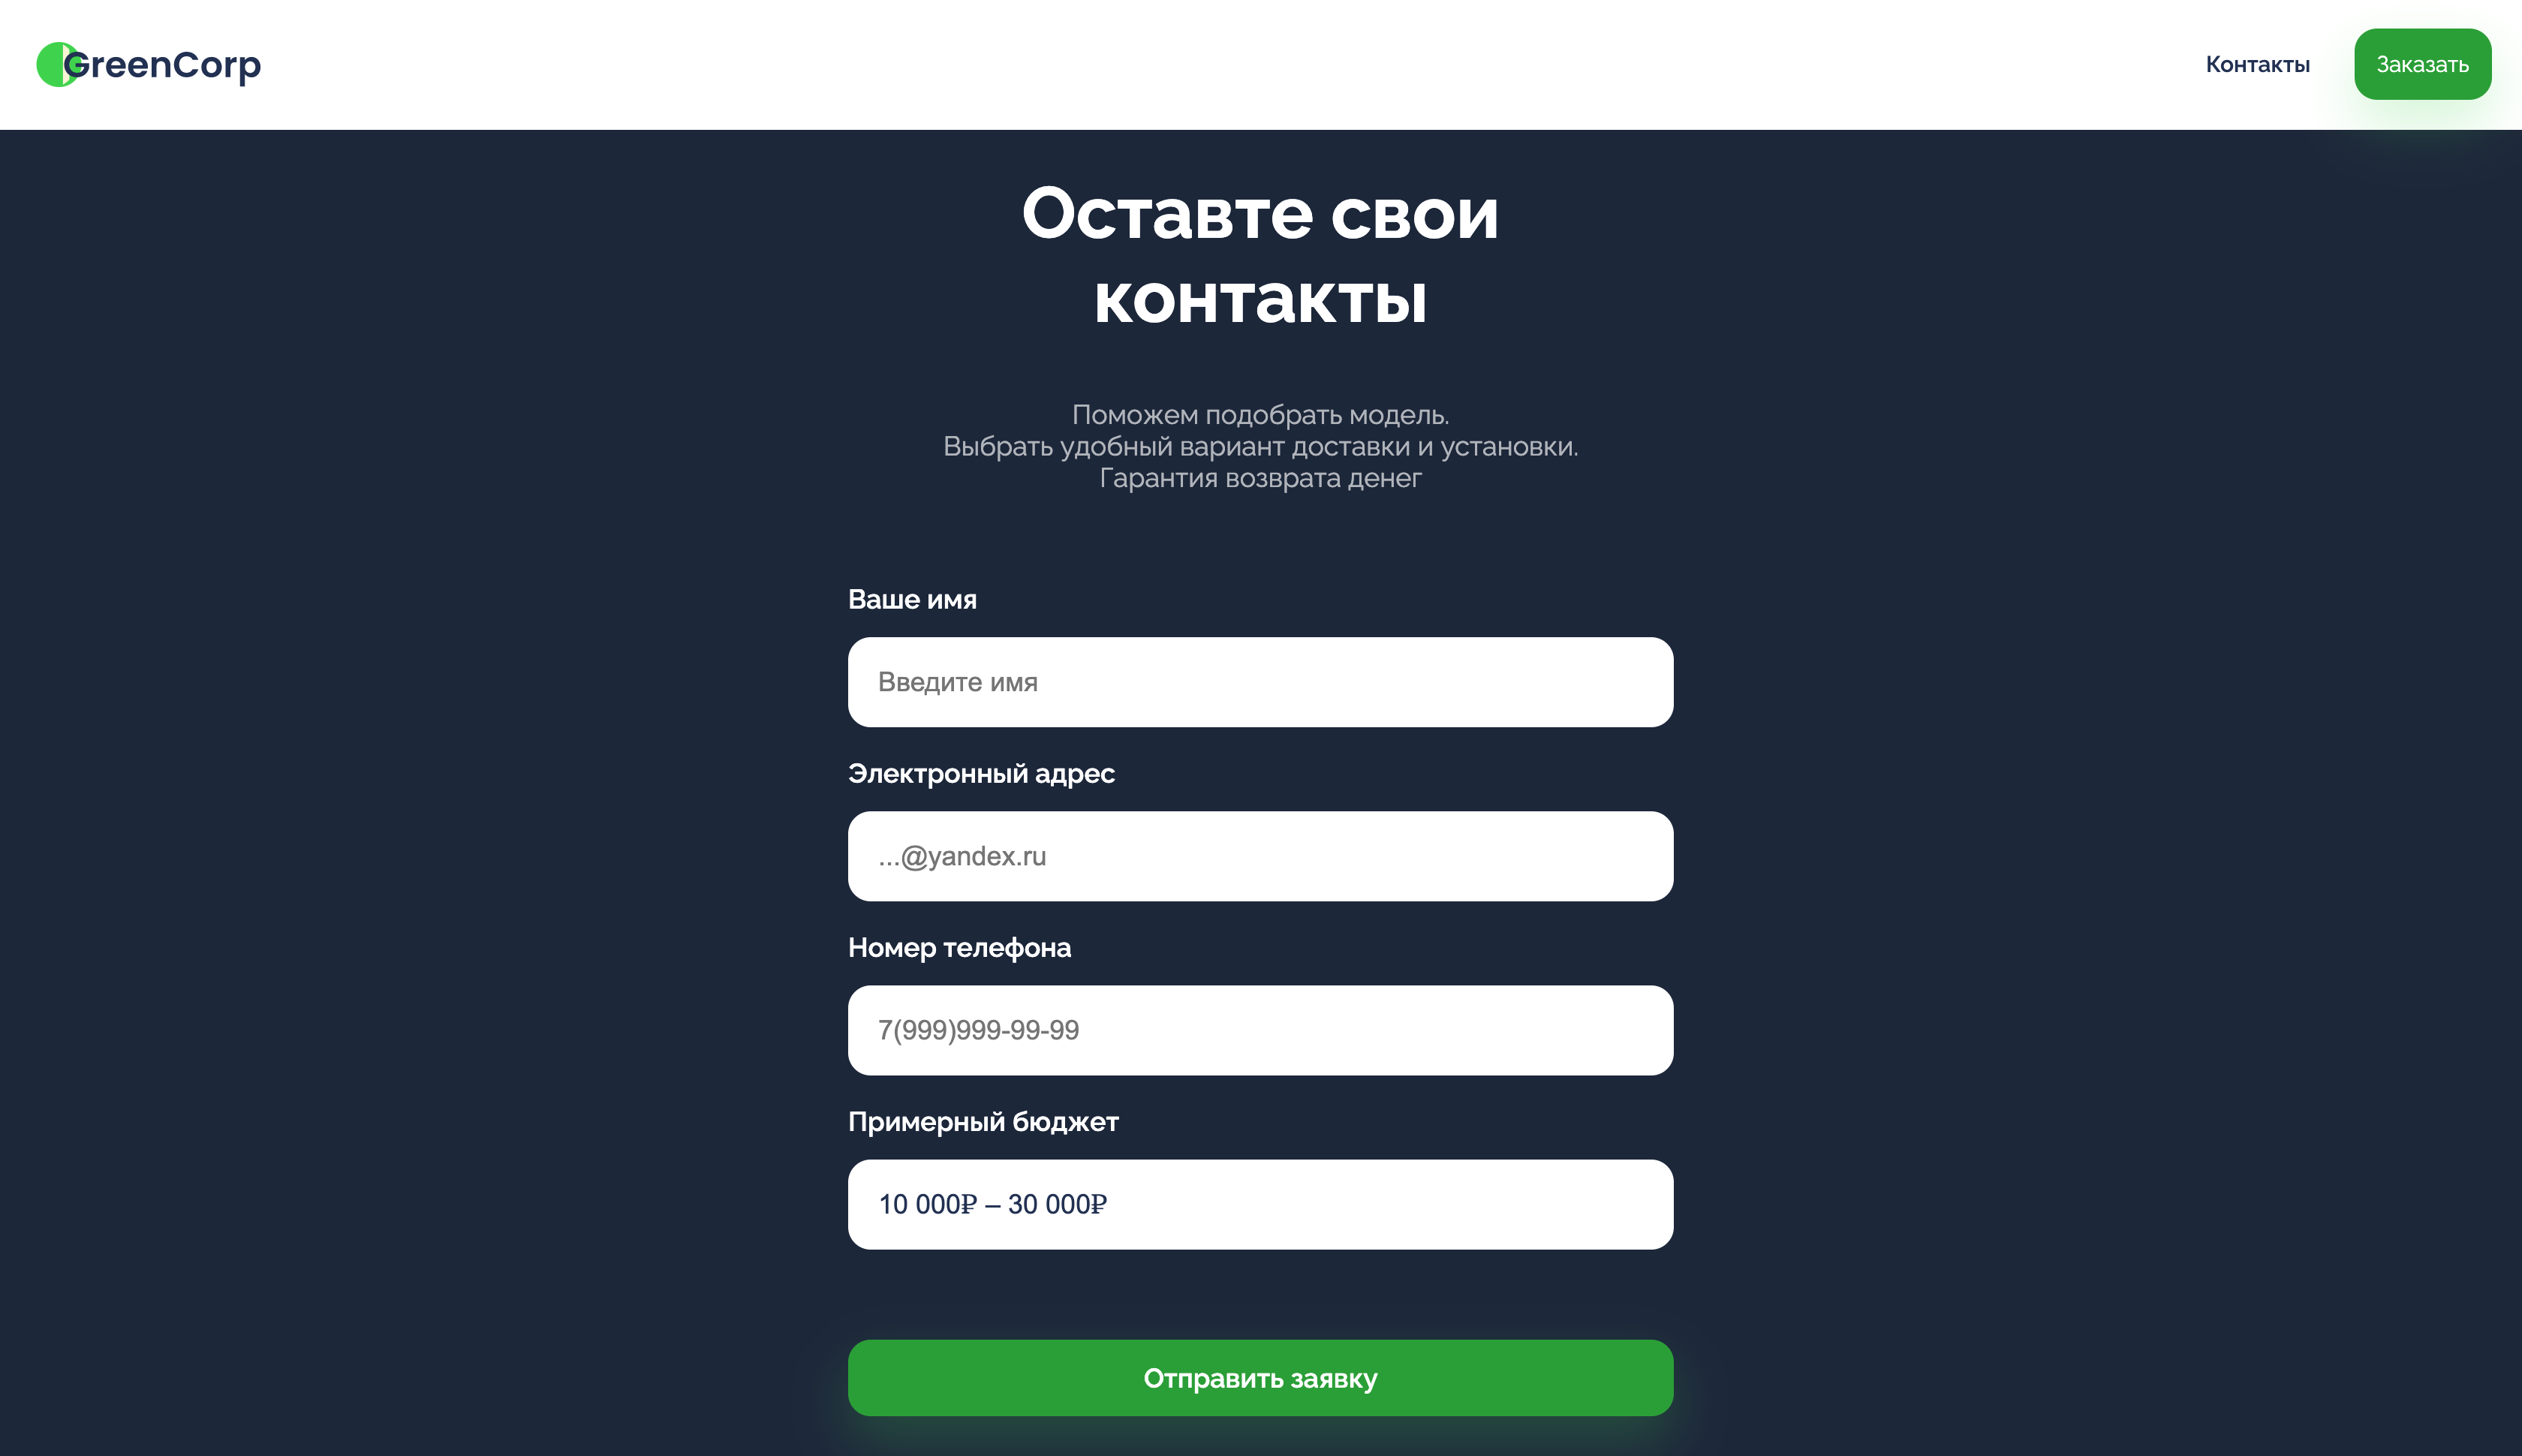 GreenCorp
Контакты
Заказать
Оставте свои
контакты
Поможем подобрать модель.
Выбрать удобный вариант доставки и установки.
Гарантия возврата денег
Ваше имя
Введите имя
Электронный адрес
...@yandex.ru
Номер телефона
7(999)999-99-99
Примерный бюджет
10 000₽ – 30 000₽
Отправить заявку